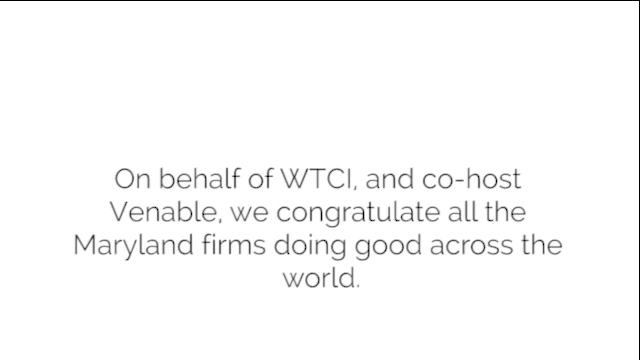 On behalf of WTCI, and co-host
Venable, we congratulate all the
Maryland firms doing good across the
world.